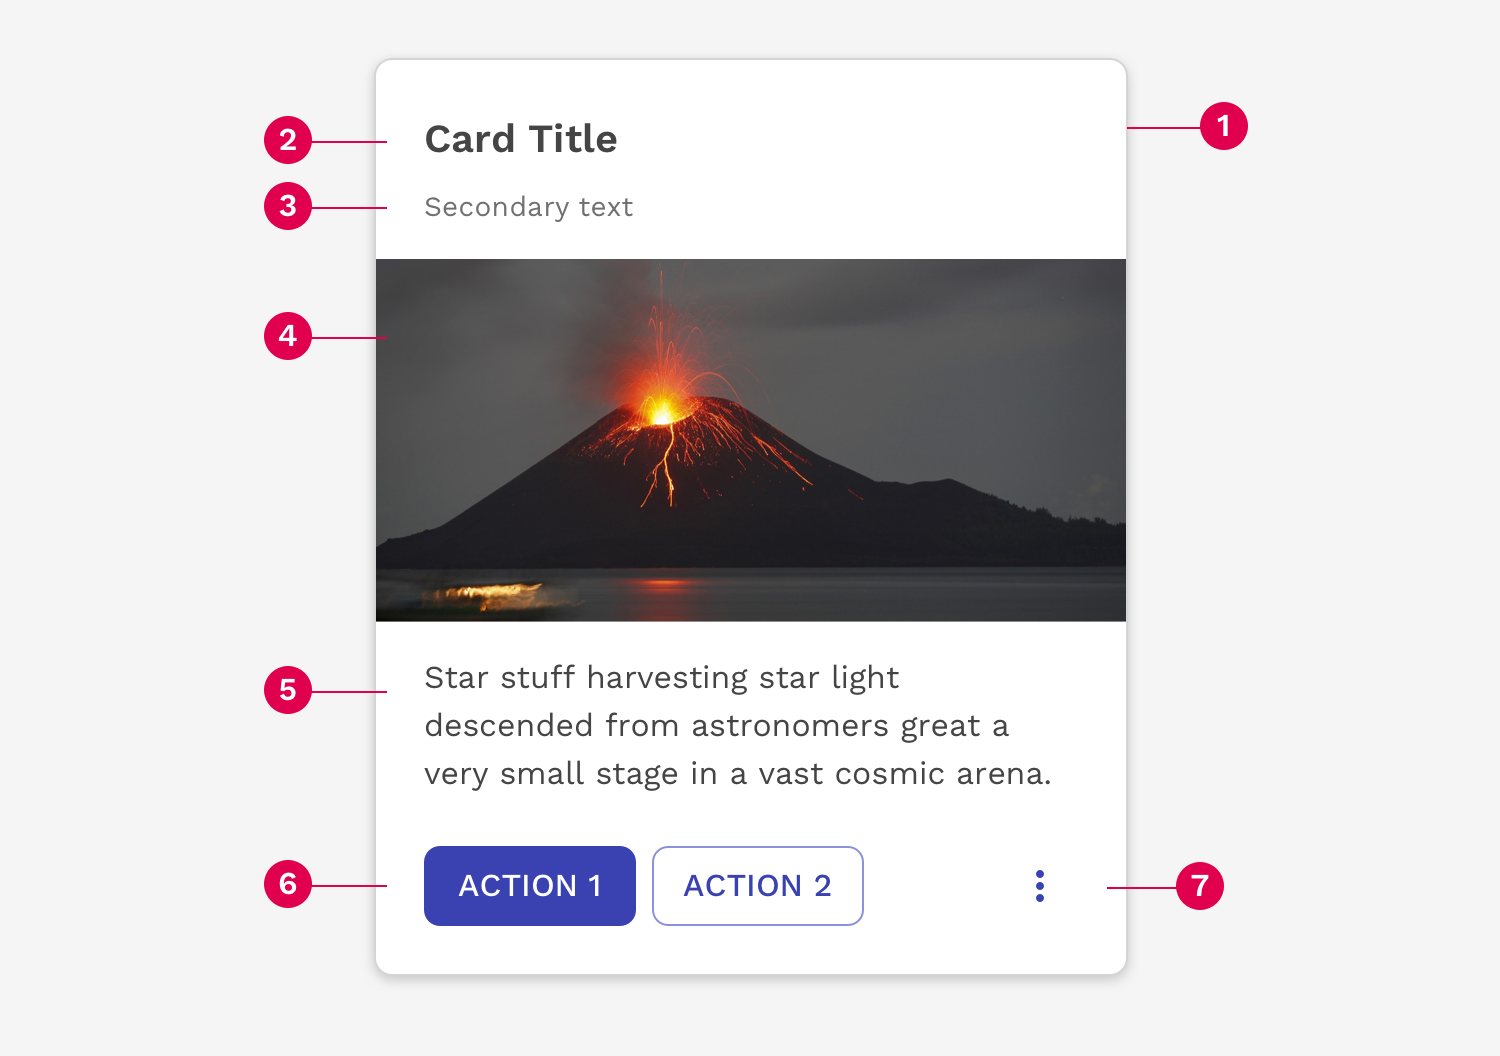 1
2
Card Title
3
Secondary text
4
5
Star stuff harvesting star light
descended from astronomers great a
very small stage in a vast cosmic arena.
6
ACTION 1
ACTION 2
7